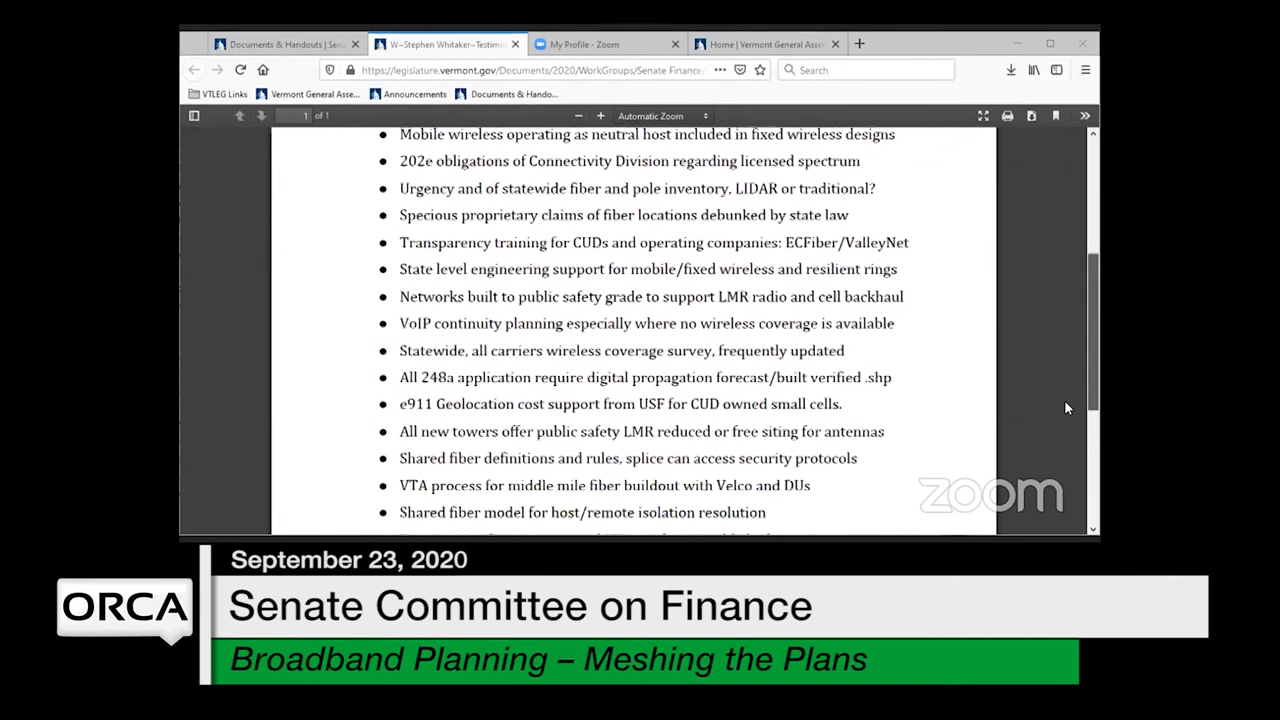 Documents & Handouts | Sena
W~Stephen Whitaker~Testimo
My Profile - Zoom
Home | Vermont General Asse
https://legislature.vermont.gov/Documents/2020/WorkGroups/Senate Finance/
Search
VTLEG Links
Vermont General Asse...
Announcements
Documents & Hando...
1 of 1
Automatic Zoom
Mobile wireless operating as neutral host included in fixed wireless designs
202e obligations of Connectivity Division regarding licensed spectrum
Urgency and of statewide fiber and pole inventory, LIDAR or traditional?
Specious proprietary claims of fiber locations debunked by state law
Transparency training for CUDs and operating companies: ECFiber/ValleyNet
State level engineering support for mobile/fixed wireless and resilient rings
Networks built to public safety grade to support LMR radio and cell backhaul
VoIP continuity planning especially where no wireless coverage is available
Statewide, all carriers wireless coverage survey, frequently updated
All 248a application require digital propagation forecast/built verified .shp
e911 Geolocation cost support from USF for CUD owned small cells.
All new towers offer public safety LMR reduced or free siting for antennas
Shared fiber definitions and rules, splice can access security protocols
VTA process for middle mile fiber buildout with Velco and DUs
Shared fiber model for host/remote isolation resolution
zoom
September 23, 2020
ORCA
Senate Committee on Finance
Broadband Planning – Meshing the Plans